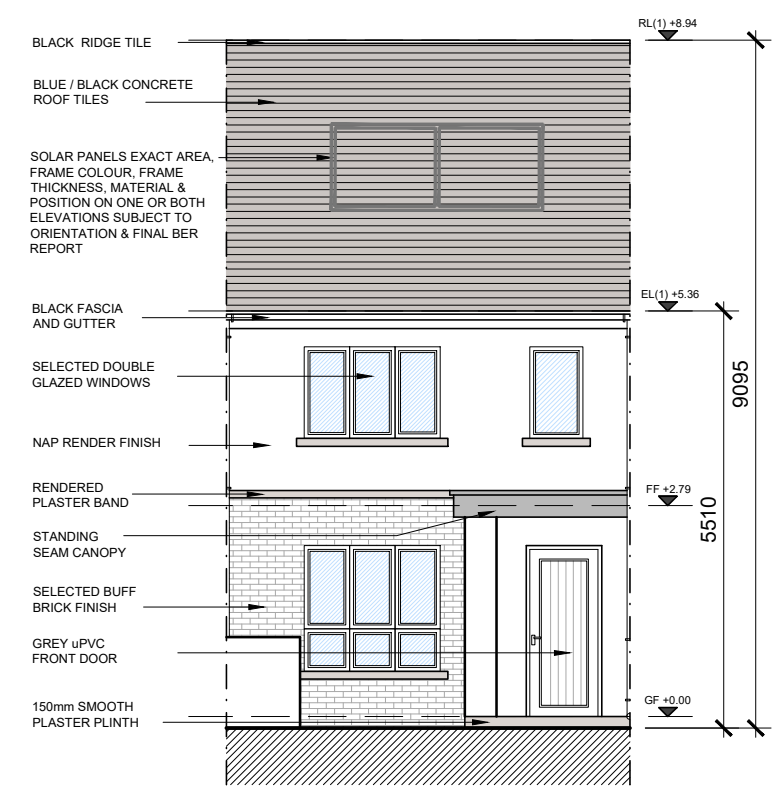 RL(1) +8.94
BLACK RIDGE TILE
BLUE / BLACK CONCRETE
ROOF TILES
SOLAR PANELS EXACT AREA,
FRAME COLOUR, FRAME
THICKNESS, MATERIAL &
POSITION ON ONE OR BOTH
ELEVATIONS SUBJECT TO
ORIENTATION & FINAL BER
REPORT
EL(1) +5.36
BLACK FASCIA
AND GUTTER
SELECTED DOUBLE
GLAZED WINDOWS
9095
NAP RENDER FINISH
RENDERED
PLASTER BAND
FF +2.79
5510
STANDING
SEAM CANOPY
SELECTED BUFF
BRICK FINISH
GREY uPVC
FRONT DOOR
150mm SMOOTH
PLASTER PLINTH
GF +0.00